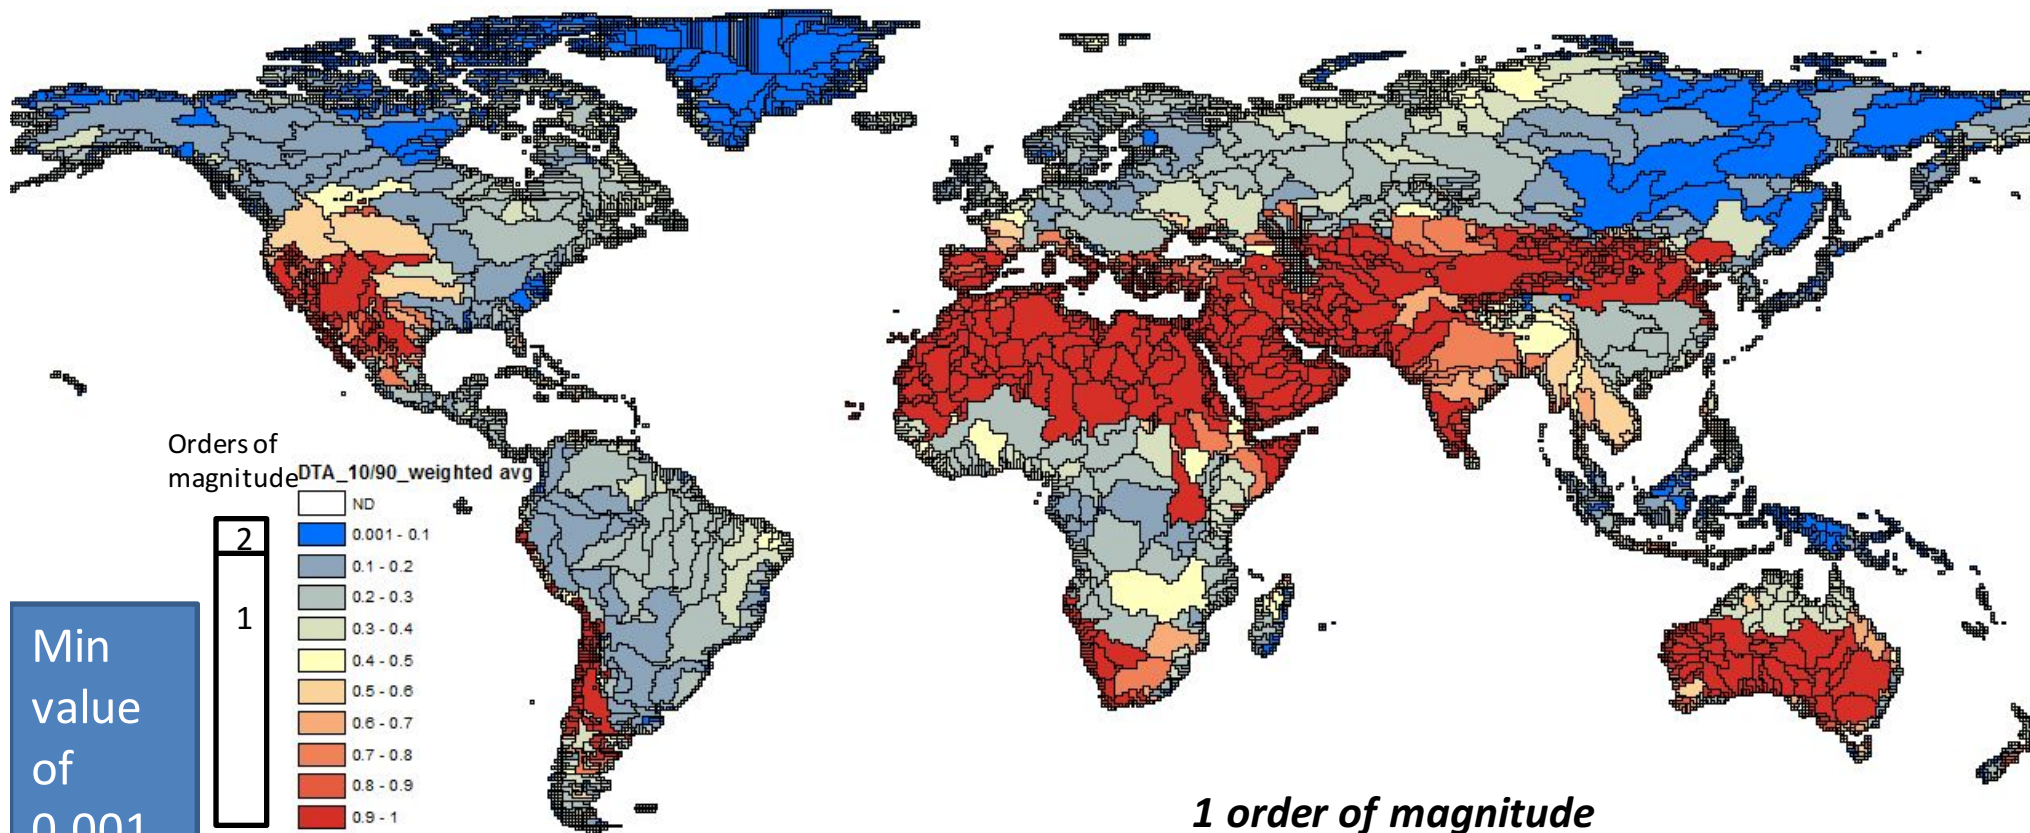 Orders of
magnitude
DTA_10/90_weighted avg
ND
2
0.001 - 0.1
0.1 - 0.2
0.2 - 0.3
1
0.3 - 0.4
0.4 - 0.5
0.5 - 0.6
0.6 - 0.7
0.7 - 0.8
0.8 - 0.9
0.9 - 1
Min
value
of
0.001
1 order of magnitude